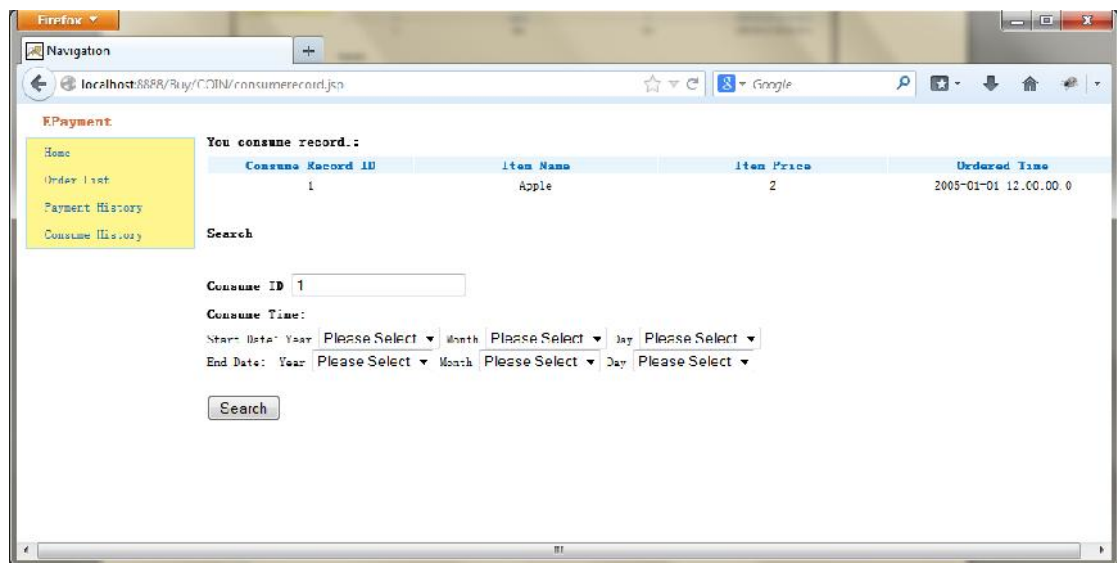 Firefox
Navigation
localhost:8888/Buy/COIN/consumerecord.jsp
Google
EPayment
Home
Order List
Payment History
Consume History
You consume record.:
Consume Record ID Item Name Item Price Ordered Time
1 Apple 2 2005-01-01 12.00.00.0
Search
Consume ID 1
Consume Time:
Start Date: Year Please Select Month Please Select Day Please Select
End Date: Year Please Select Month Please Select Day Please Select
Search